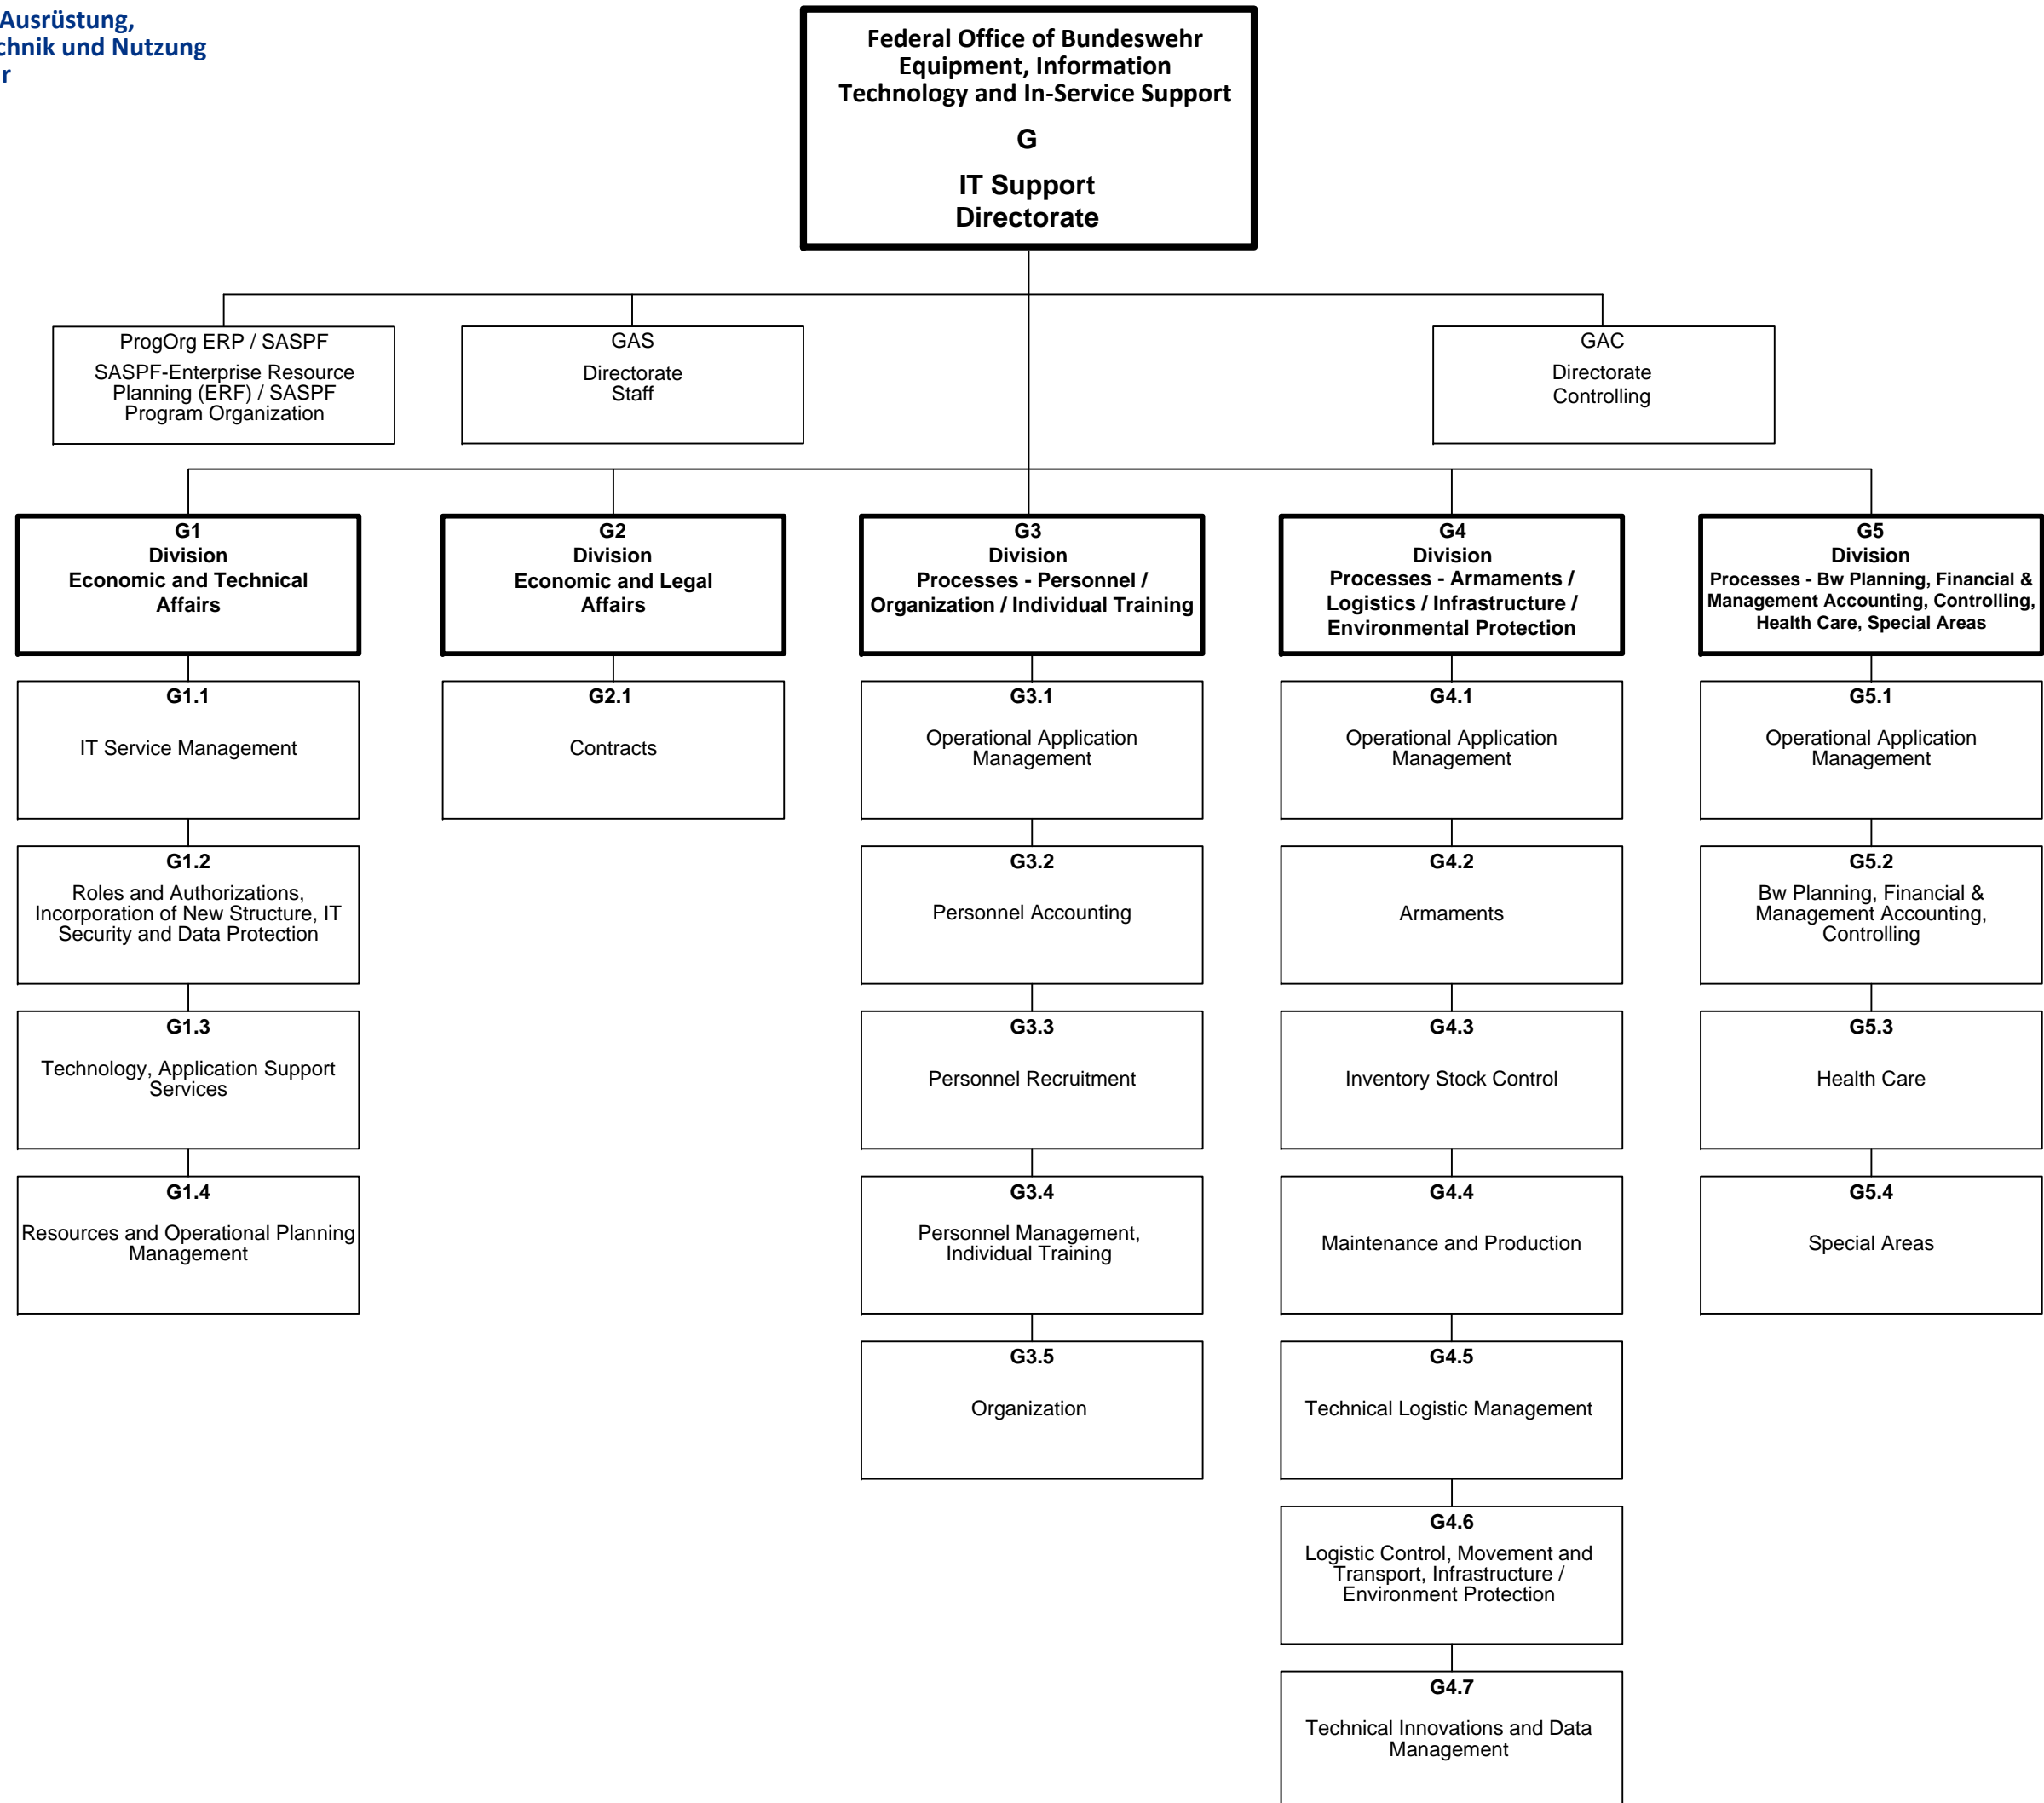 Ausrüstung,
chnik und Nutzung
r
Federal Office of Bundeswehr
Equipment, Information
Technology and In-Service Support
G
IT Support
Directorate
ProgOrg ERP / SASPF
SASPF-Enterprise Resource
Planning (ERF) / SASPF
Program Organization
GAS
Directorate
Staff
GAC
Directorate
Controlling
G1
Division
Economic and Technical
Affairs
G2
Division
Economic and Legal
Affairs
G3
Division
Processes - Personnel /
Organization / Individual Training
G4
Division
Processes - Armaments /
Logistics / Infrastructure /
Environmental Protection
G5
Division
Processes - Bw Planning, Financial &
Management Accounting, Controlling,
Health Care, Special Areas
G1.1
IT Service Management
G2.1
Contracts
G3.1
Operational Application
Management
G4.1
Operational Application
Management
G5.1
Operational Application
Management
G1.2
Roles and Authorizations,
Incorporation of New Structure, IT
Security and Data Protection
G3.2
Personnel Accounting
G4.2
Armaments
G5.2
Bw Planning, Financial &
Management Accounting,
Controlling
G1.3
Technology, Application Support
Services
G3.3
Personnel Recruitment
G4.3
Inventory Stock Control
G5.3
Health Care
G1.4
Resources and Operational Planning
Management
G3.4
Personnel Management,
Individual Training
G4.4
Maintenance and Production
G5.4
Special Areas
G3.5
Organization
G4.5
Technical Logistic Management
G4.6
Logistic Control, Movement and
Transport, Infrastructure /
Environment Protection
G4.7
Technical Innovations and Data
Management